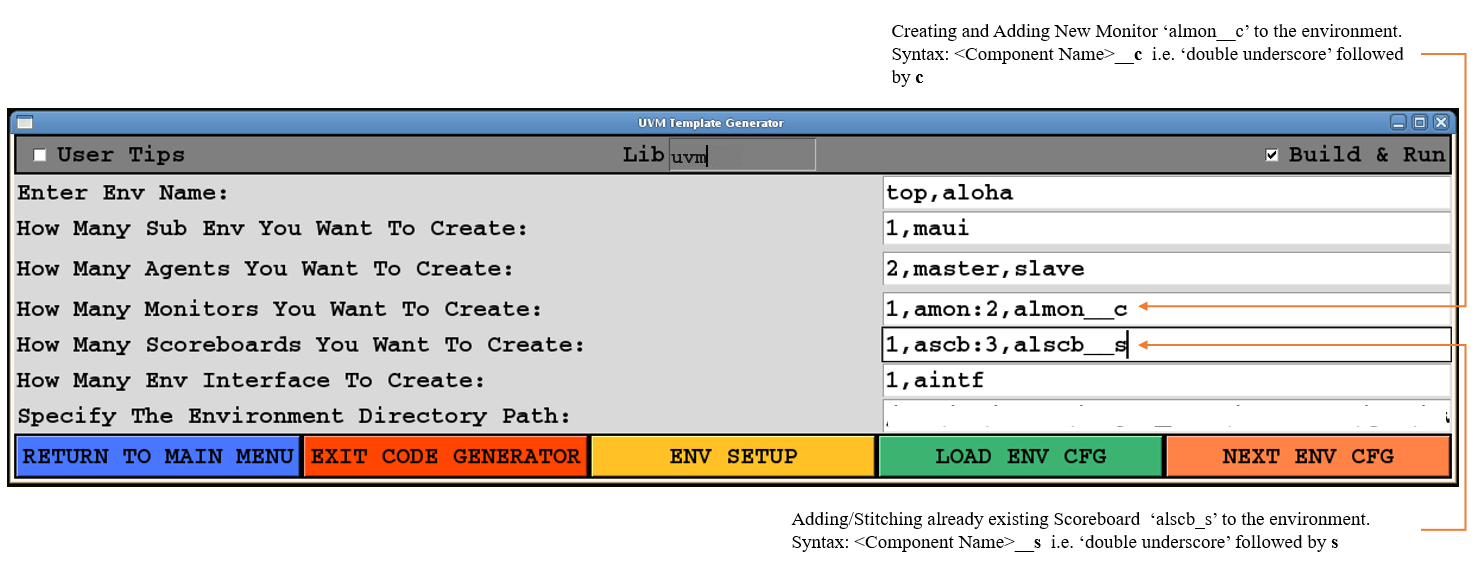 Creating and Adding New Monitor ‘almon__c’ to the environment.
Syntax: <Component Name>__c i.e. ‘double underscore’ followed
by c
UVM Template Generator
User Tips Lib uvm Build & Run
Enter Env Name: top,aloha
How Many Sub Env You Want To Create: 1,maui
How Many Agents You Want To Create: 2,master,slave
How Many Monitors You Want To Create: 1,amon:2,almon__c
How Many Scoreboards You Want To Create: 1,ascb:3,alscb__s
How Many Env Interface To Create: 1,aintf
Specify The Environment Directory Path:
RETURN TO MAIN MENU EXIT CODE GENERATOR ENV SETUP LOAD ENV CFG NEXT ENV CFG
Adding/Stitching already existing Scoreboard ‘alscb_s’ to the environment.
Syntax: <Component Name>__s i.e. ‘double underscore’ followed by s